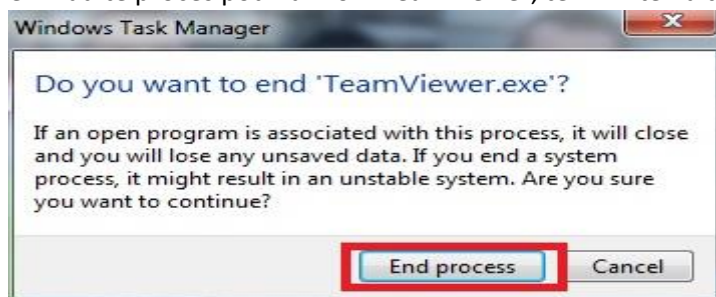 Windows Task Manager
Do you want to end 'TeamViewer.exe'?
If an open program is associated with this process, it will close
and you will lose any unsaved data. If you end a system
process, it might result in an unstable system. Are you sure
you want to continue?
End process Cancel